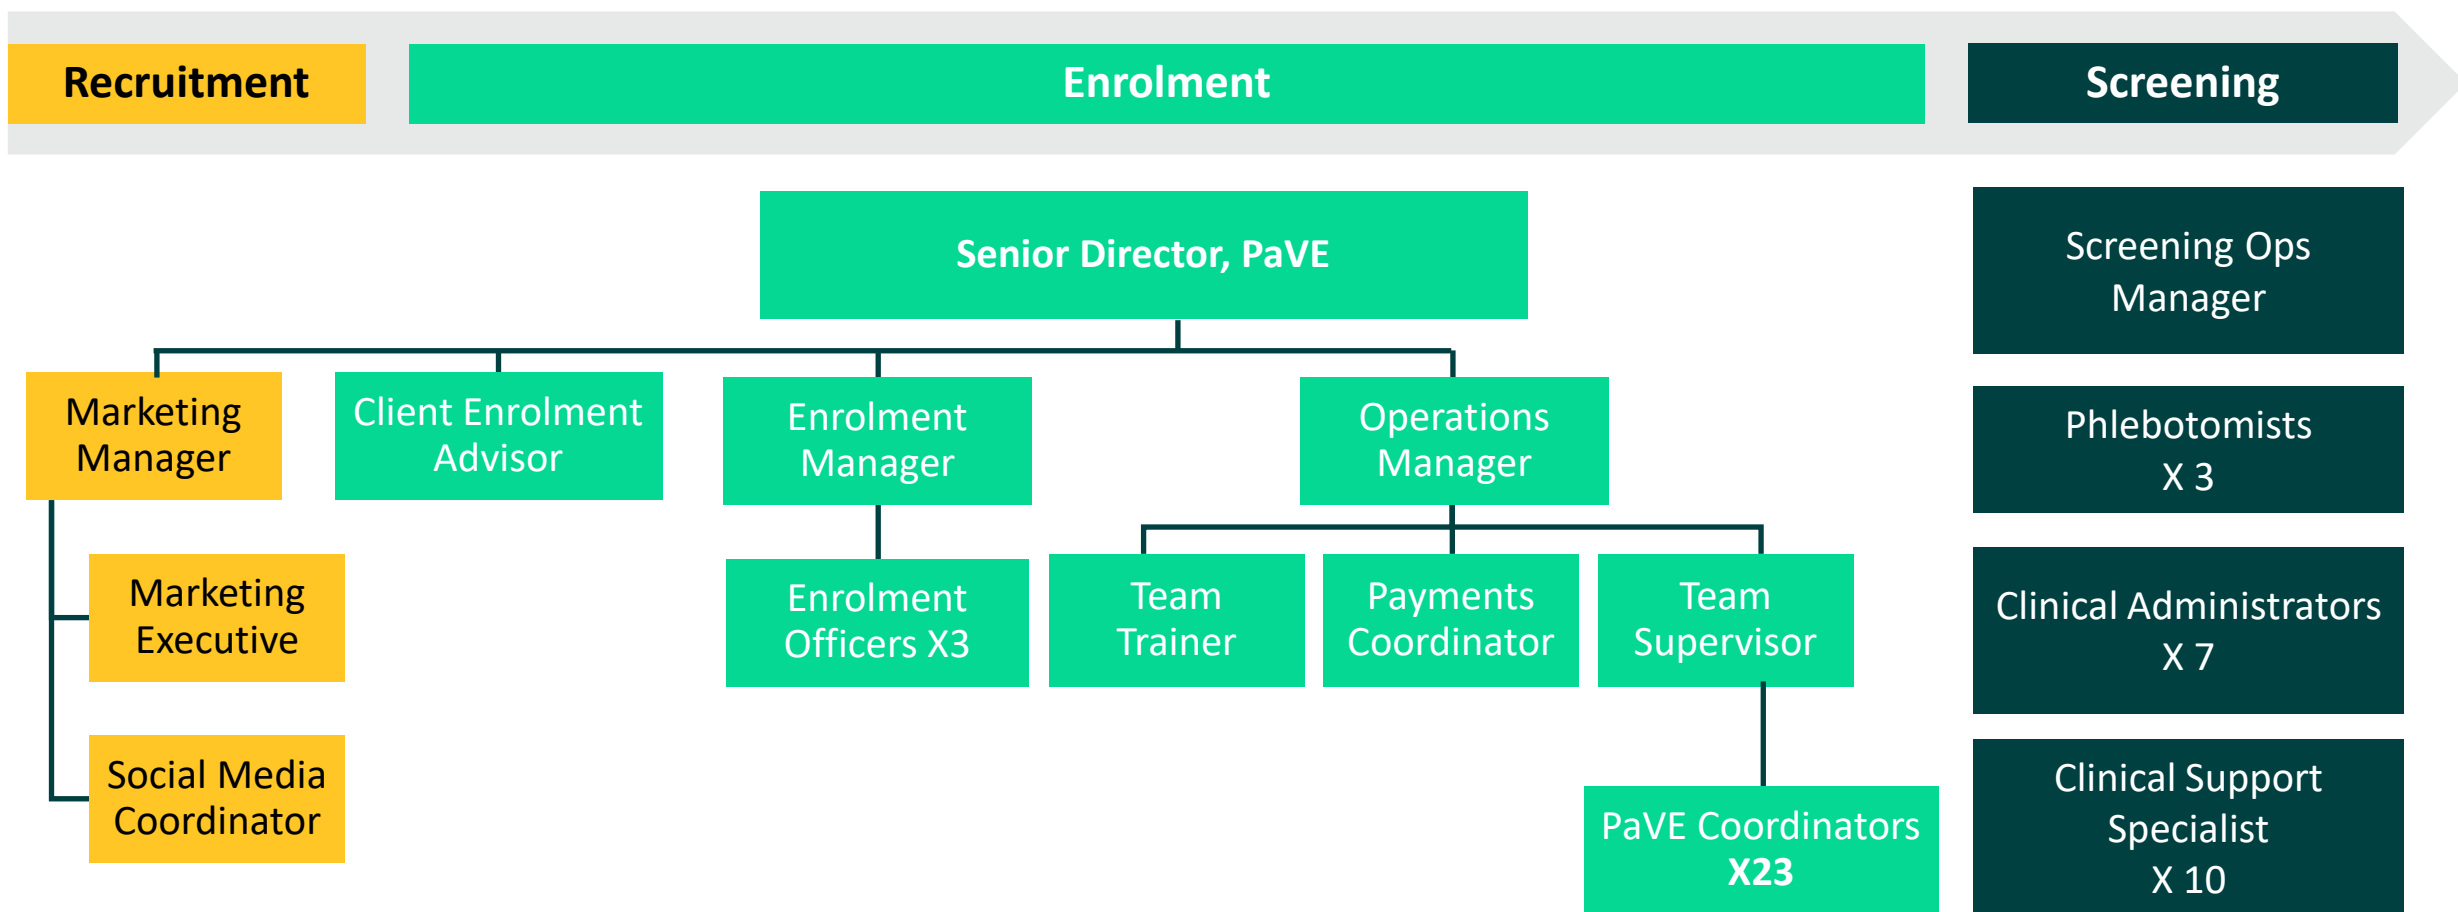 Recruitment
Enrolment
Screening
Senior Director, PaVE
Screening Ops
Manager
Marketing
Manager
Client Enrolment
Advisor
Enrolment
Manager
Operations
Manager
Phlebotomists
X 3
Marketing
Executive
Enrolment
Officers X3
Team
Trainer
Payments
Coordinator
Team
Supervisor
Clinical Administrators
X 7
Social Media
Coordinator
PaVE Coordinators
X23
Clinical Support
Specialist
X 10